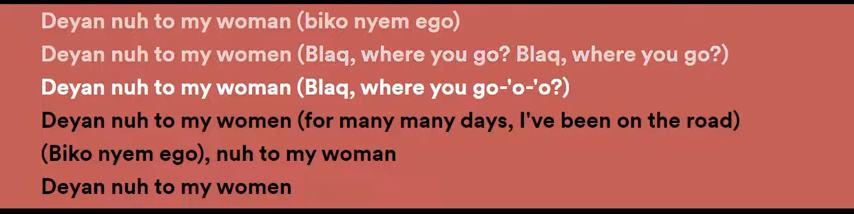 Deyan nuh to my woman (biko nyem ego)
Deyan nuh to my women (Blaq, where you go? Blaq, where you go?)
Deyan nuh to my woman (Blaq, where you go-'o-'o?)
Deyan nuh to my women (for many many days, I've been on the road)
(Biko nyem ego), nuh to my woman
Deyan nuh to my women